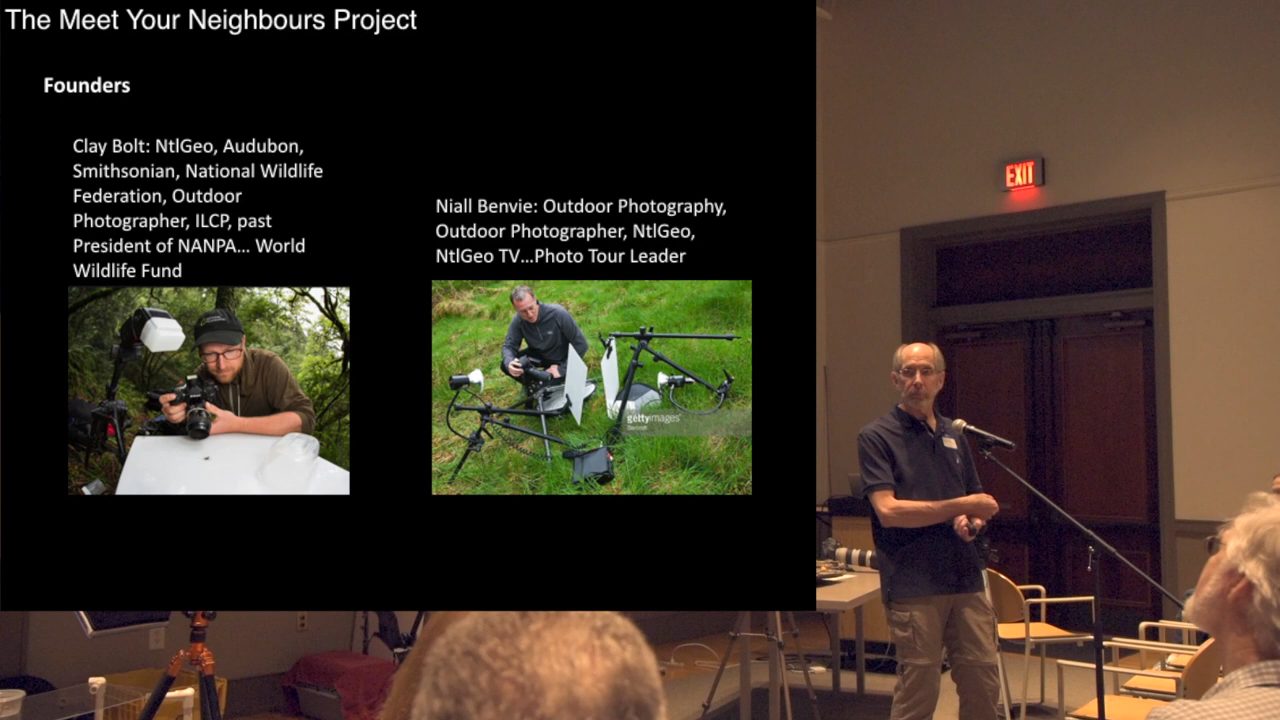 The Meet Your Neighbours Project
Founders
Clay Bolt: NtlGeo, Audubon,
Smithsonian, National Wildlife
Federation, Outdoor
Photographer, ILCP, past
President of NANPA... World
Wildlife Fund
Niall Benvie: Outdoor Photography,
Outdoor Photographer, NtlGeo,
NtlGeo TV...Photo Tour Leader
gettyimages
EXIT